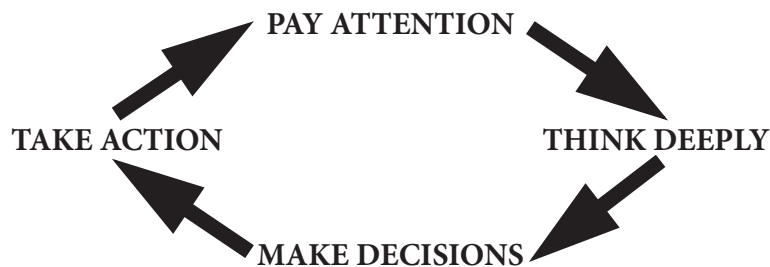 PAY ATTENTION
TAKE ACTION
THINK DEEPLY
MAKE DECISIONS